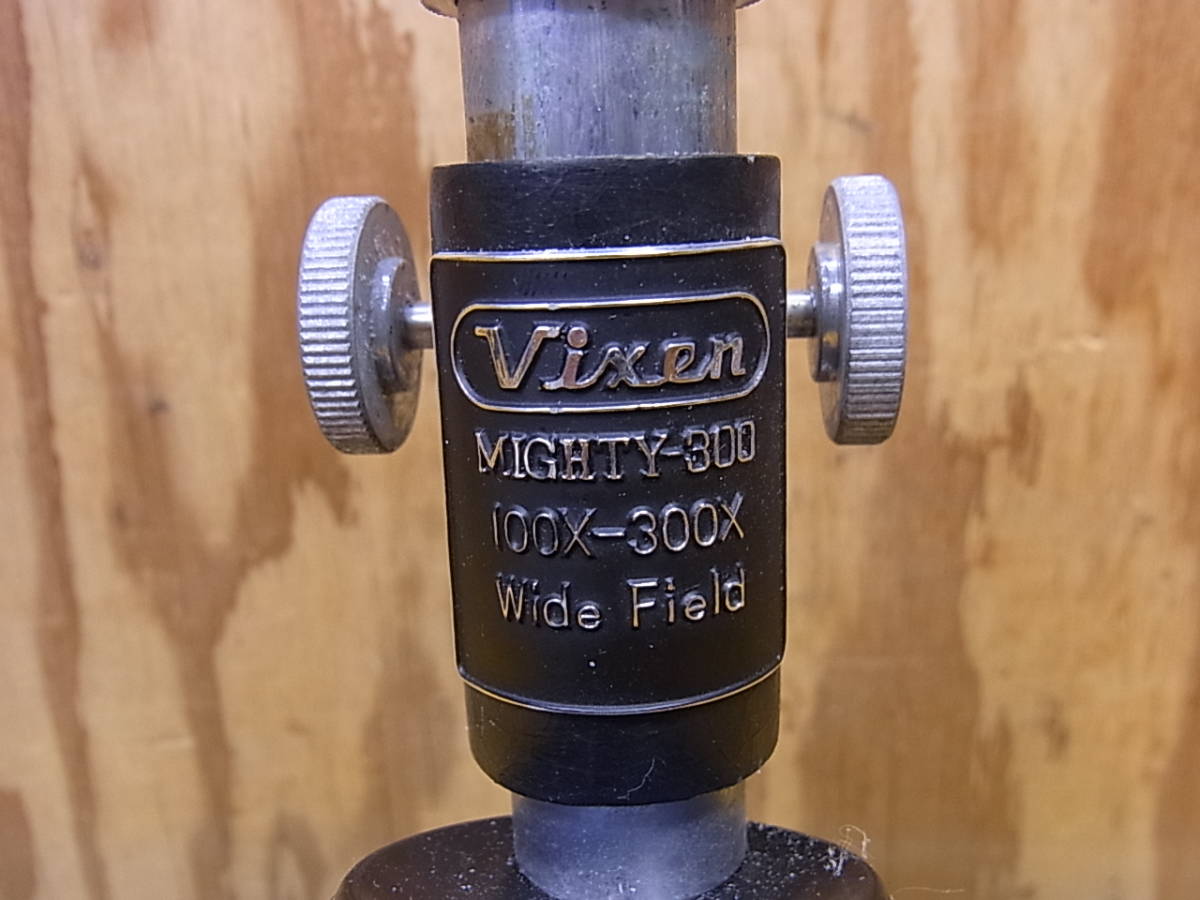 Vixen
MIGHTY-300
100X-300X
Wide Field